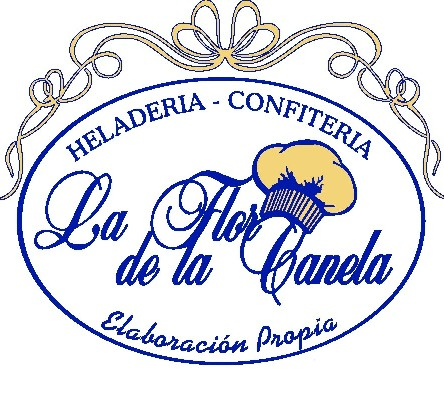 HELADERIA - CONFITERIA
La Flor
de la Canela
Elaboración Propia